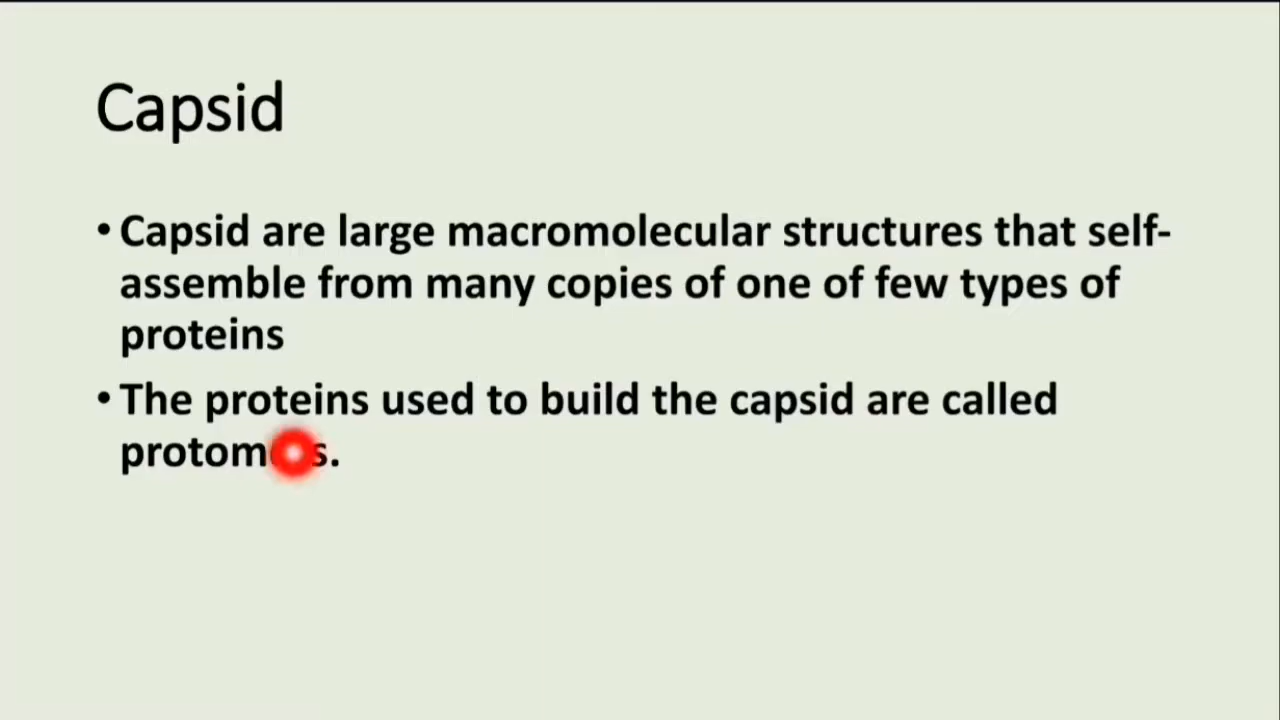 Capsid
• Capsid are large macromolecular structures that self-
assemble from many copies of one of few types of
proteins
• The proteins used to build the capsid are called